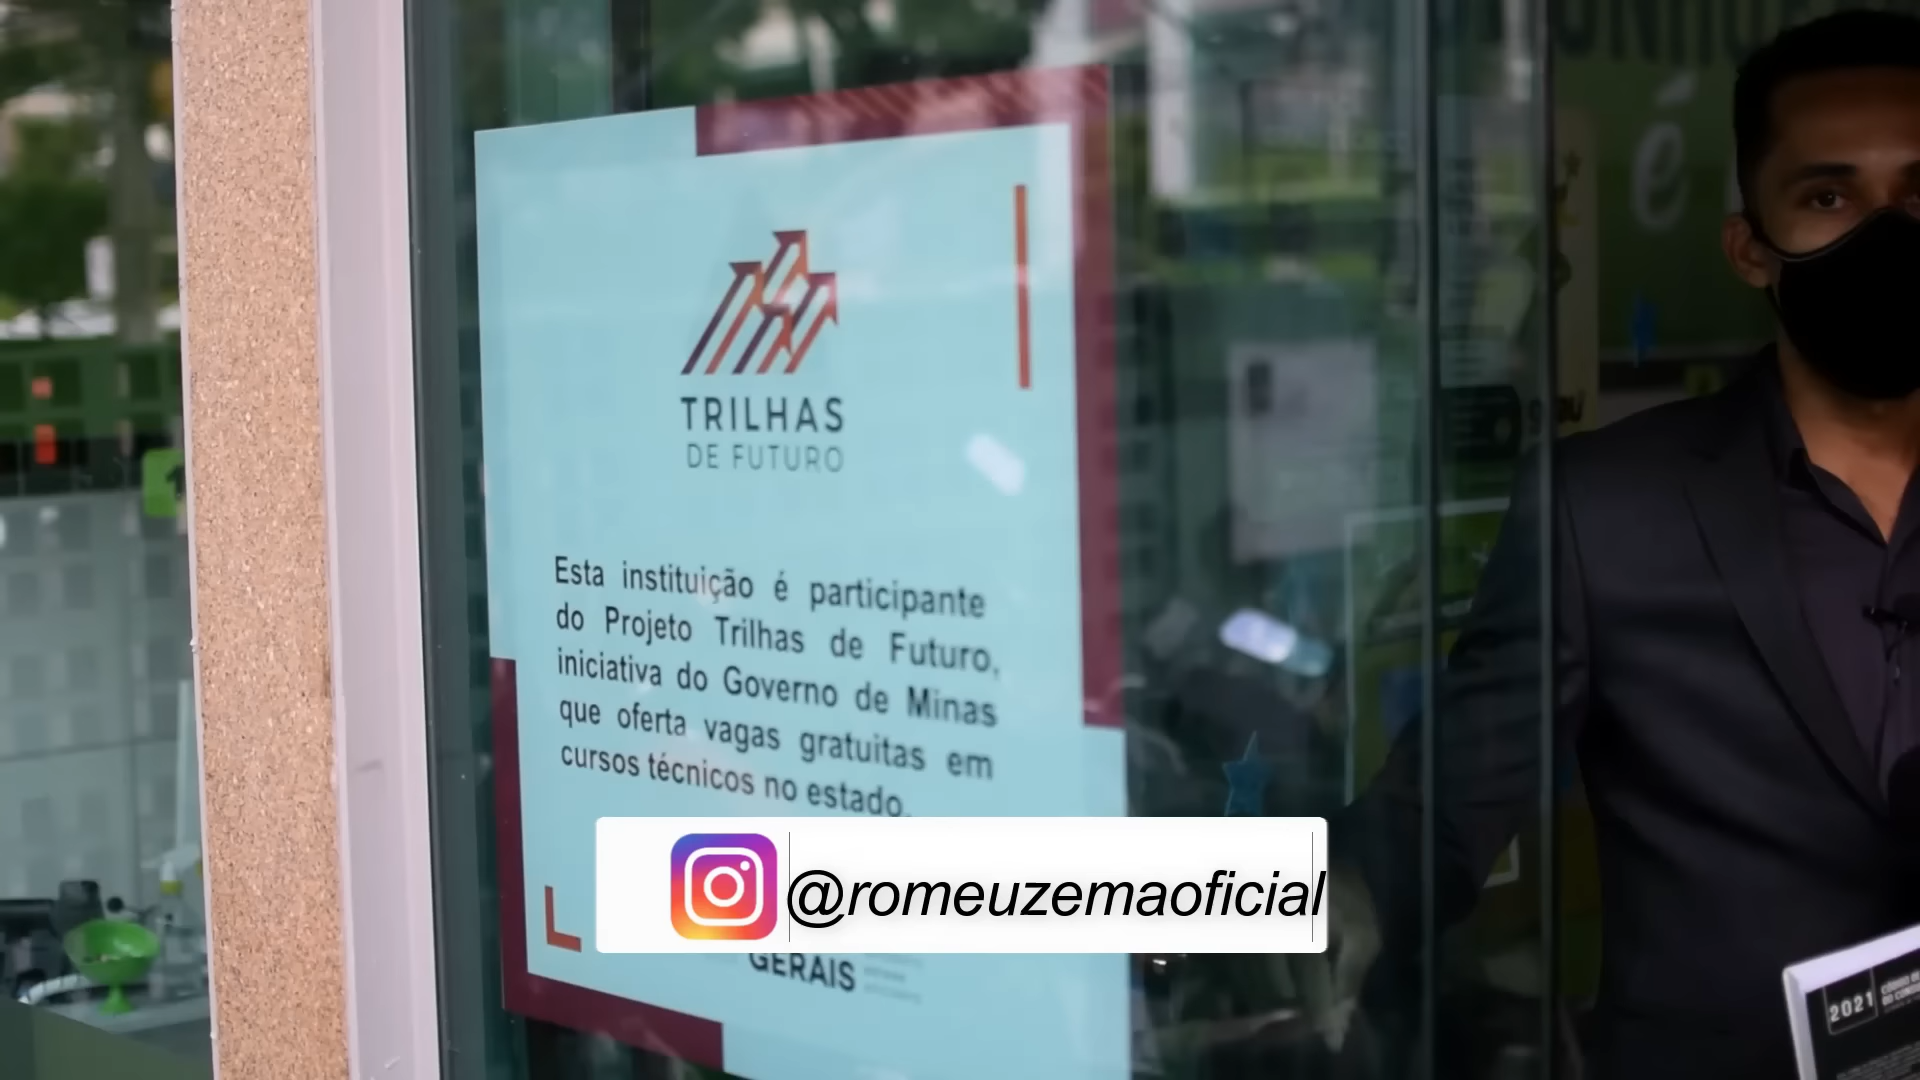 é
TRILHAS
DE FUTURO
Esta instituição é participante
do Projeto Trilhas de Futuro,
iniciativa do Governo de Minas
que oferta vagas gratuitas em
cursos técnicos no estado.
@romeuzemaoficial
GERAIS
2021